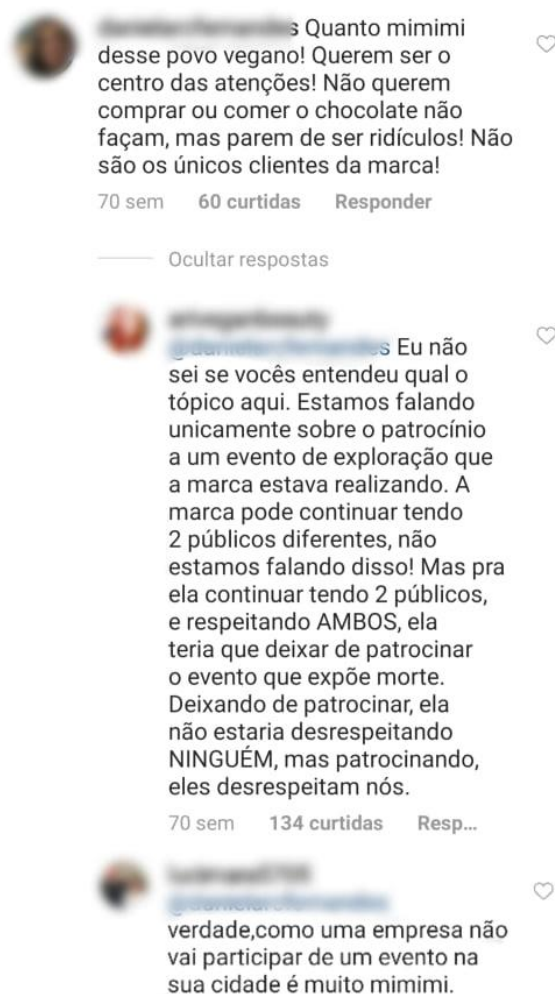 Quanto mimimi
desse povo vegano! Querem ser o
centro das atenções! Não querem
comprar ou comer o chocolate não
façam, mas parem de ser ridículos! Não
são os únicos clientes da marca!
70 sem 60 curtidas Responder
Ocultar respostas
Eu não
sei se vocês entendeu qual o
tópico aqui. Estamos falando
unicamente sobre o patrocínio
a um evento de exploração que
a marca estava realizando. A
marca pode continuar tendo
2 públicos diferentes, não
estamos falando disso! Mas pra
ela continuar tendo 2 públicos,
e respeitando AMBOS, ela
teria que deixar de patrocinar
o evento que expõe morte.
Deixando de patrocinar, ela
não estaria desrespeitando
NINGUÉM, mas patrocinando,
eles desrespeitam nós.
70 sem 134 curtidas Resp...
verdade,como uma empresa não
vai participar de um evento na
sua cidade é muito mimimi.